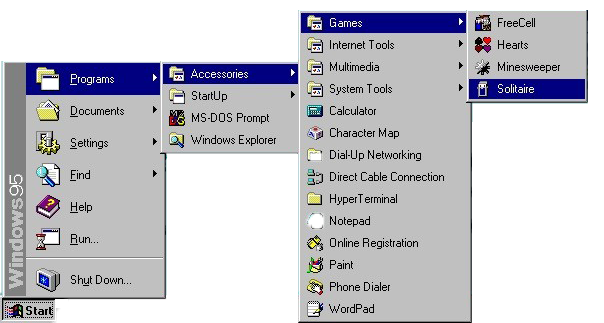 Windows95
Programs
Documents
Settings
Find
Help
Run...
Shut Down...
Start
Accessories
StartUp
MS-DOS Prompt
Windows Explorer
Games
Internet Tools
Multimedia
System Tools
Calculator
Character Map
Dial-Up Networking
Direct Cable Connection
HyperTerminal
Notepad
Online Registration
Paint
Phone Dialer
WordPad
FreeCell
Hearts
Minesweeper
Solitaire